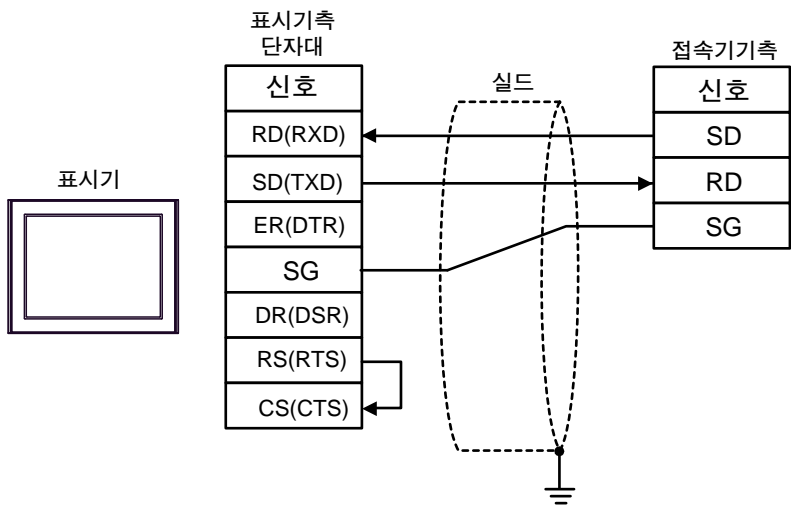 표시기측
단자대
접속기기측
신호
실드
신호
RD(RXD)
SD
표시기
SD(TXD)
RD
ER(DTR)
SG
SG
DR(DSR)
RS(RTS)
CS(CTS)